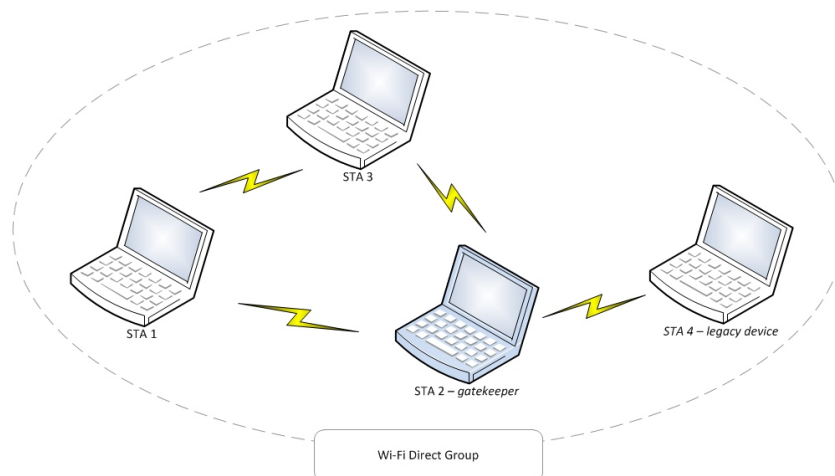 STA 3
STA 1
STA 2 – gatekeeper
STA 4 – legacy device
Wi-Fi Direct Group